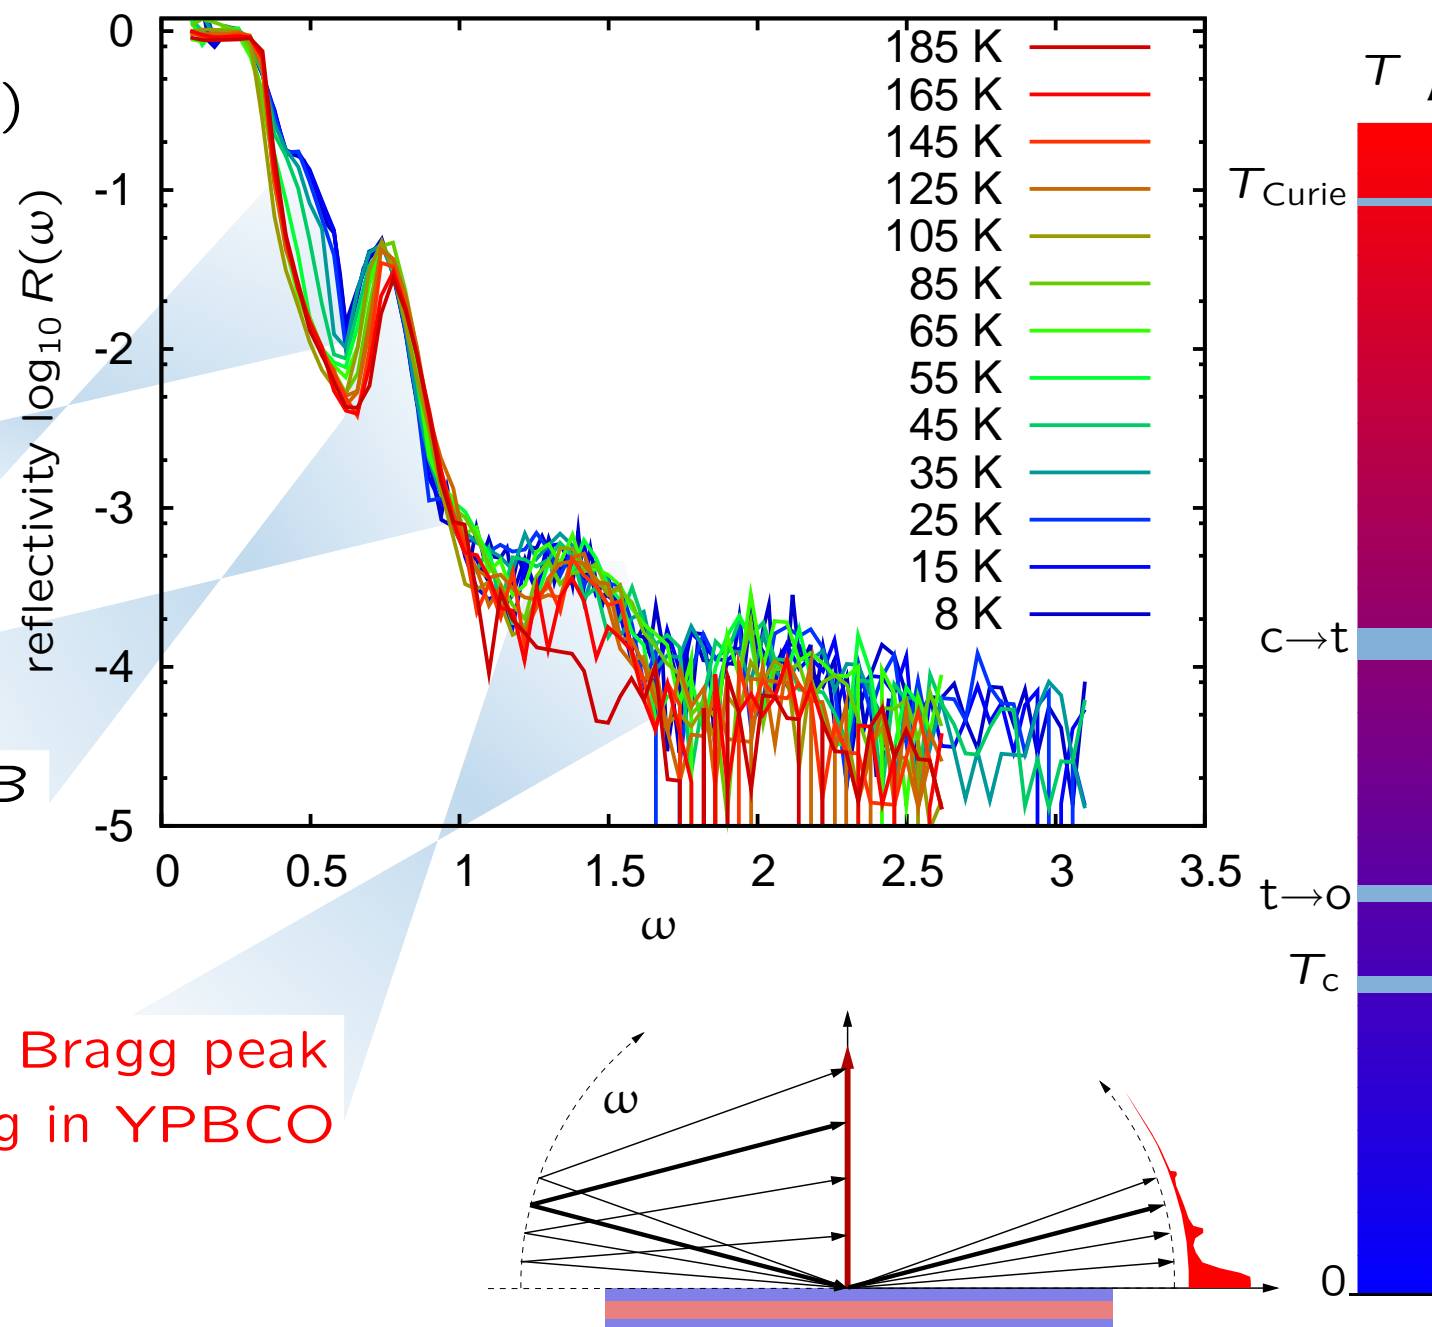 )
reflectivity log₁₀ R(ω)
0
-1
-2
-3
-4
-5
0 0.5 1 1.5 2 2.5 3 3.5
ω
185 K
165 K
145 K
125 K
105 K
85 K
65 K
55 K
45 K
35 K
25 K
15 K
8 K
Bragg peak
g in YPBCO
ω
T
T_Curie
c→t
t→o
T_c
0